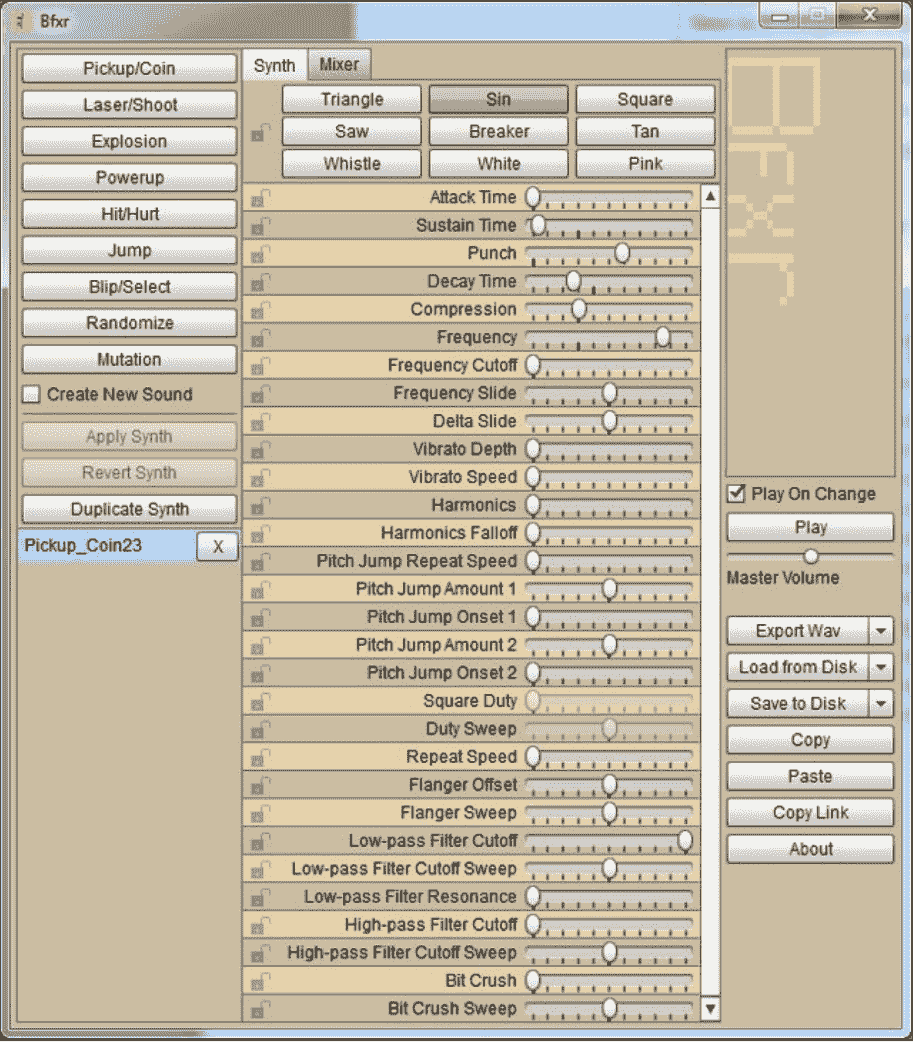 Bfxr
Pickup/Coin
Laser/Shoot
Explosion
Powerup
Hit/Hurt
Jump
Blip/Select
Randomize
Mutation
Create New Sound
Apply Synth
Revert Synth
Duplicate Synth
Pickup_Coin23 X
Synth Mixer
Triangle Sin Square
Saw Breaker Tan
Whistle White Pink
Attack Time
Sustain Time
Punch
Decay Time
Compression
Frequency
Frequency Cutoff
Frequency Slide
Delta Slide
Vibrato Depth
Vibrato Speed
Harmonics
Harmonics Falloff
Pitch Jump Repeat Speed
Pitch Jump Amount 1
Pitch Jump Onset 1
Pitch Jump Amount 2
Pitch Jump Onset 2
Square Duty
Duty Sweep
Repeat Speed
Flanger Offset
Flanger Sweep
Low-pass Filter Cutoff
Low-pass Filter Cutoff Sweep
Low-pass Filter Resonance
High-pass Filter Cutoff
High-pass Filter Cutoff Sweep
Bit Crush
Bit Crush Sweep
BFXr
Play On Change
Play
Master Volume
Export Wav
Load from Disk
Save to Disk
Copy
Paste
Copy Link
About